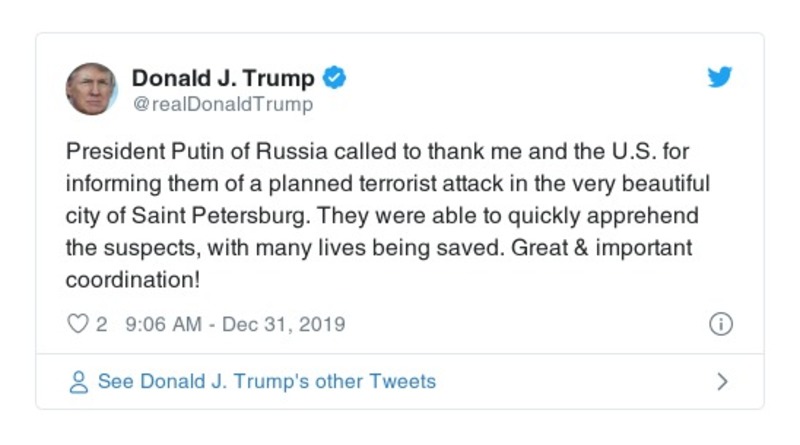 Donald J. Trump
@realDonaldTrump
President Putin of Russia called to thank me and the U.S. for
informing them of a planned terrorist attack in the very beautiful
city of Saint Petersburg. They were able to quickly apprehend
the suspects, with many lives being saved. Great & important
coordination!
2 9:06 AM - Dec 31, 2019
See Donald J. Trump's other Tweets